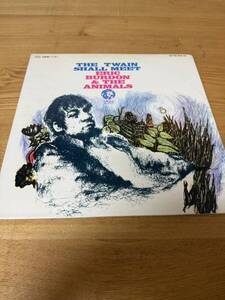 THE TWAIN
SHALL MEET
ERIC
BURDON
& THE
ANIMALS